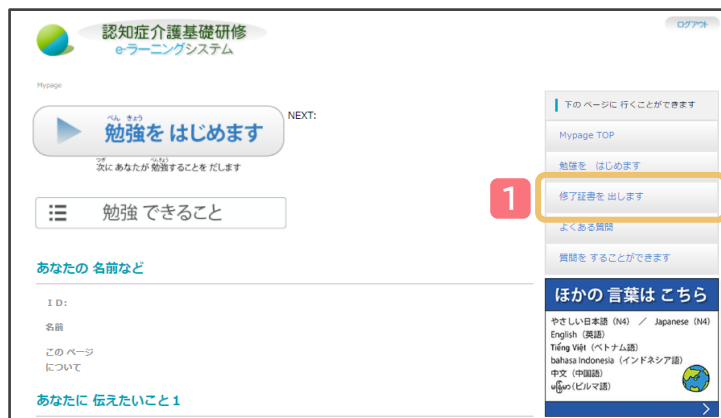 認知症介護基礎研修
e-ラーニングシステム
ログアウト
Mypage
べん きょう
勉強を はじめます
NEXT:
つぎ べんきょう
次に あなたが 勉強することを だします
勉強 できること
あなたの 名前など
ID:
名前
この ページ
について
あなたに 伝えたいこと1
下の ページに 行くことができます
Mypage TOP
勉強を はじめます
1
修了証書を 出します
よくある質問
質問を することができます
ほかの 言葉は こちら
やさしい日本語（N4） ／ Japanese（N4）
English（英語）
Tiếng Việt（ベトナム語）
bahasa Indonesia（インドネシア語）
中文（中国語）
မြန်မာ（ビルマ語）